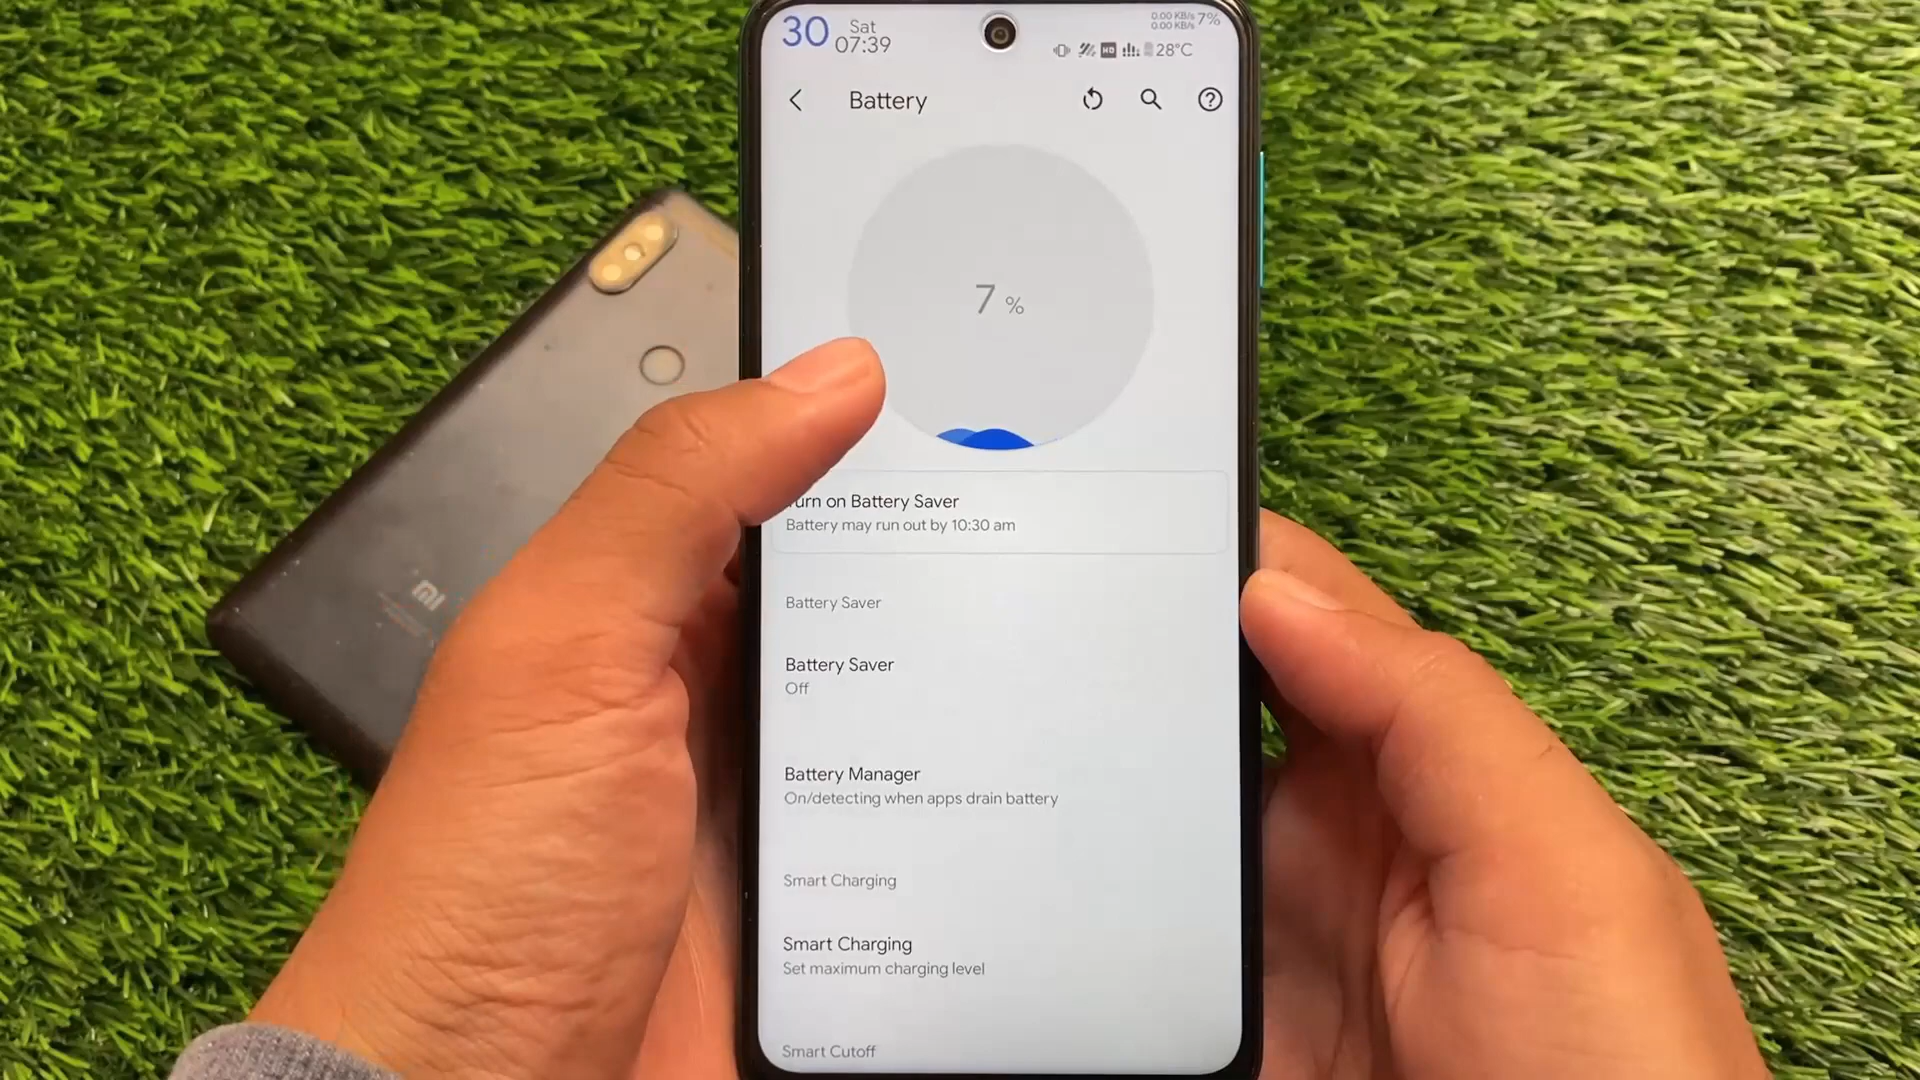 30 Sat
07:39
0.00 KB/s
0.00 KB/s
7%
HD
28°C
Battery
7 %
urn on Battery Saver
Battery may run out by 10:30 am
Battery Saver
Battery Saver
Off
Battery Manager
On/detecting when apps drain battery
Smart Charging
Smart Charging
Set maximum charging level
Smart Cutoff
mi